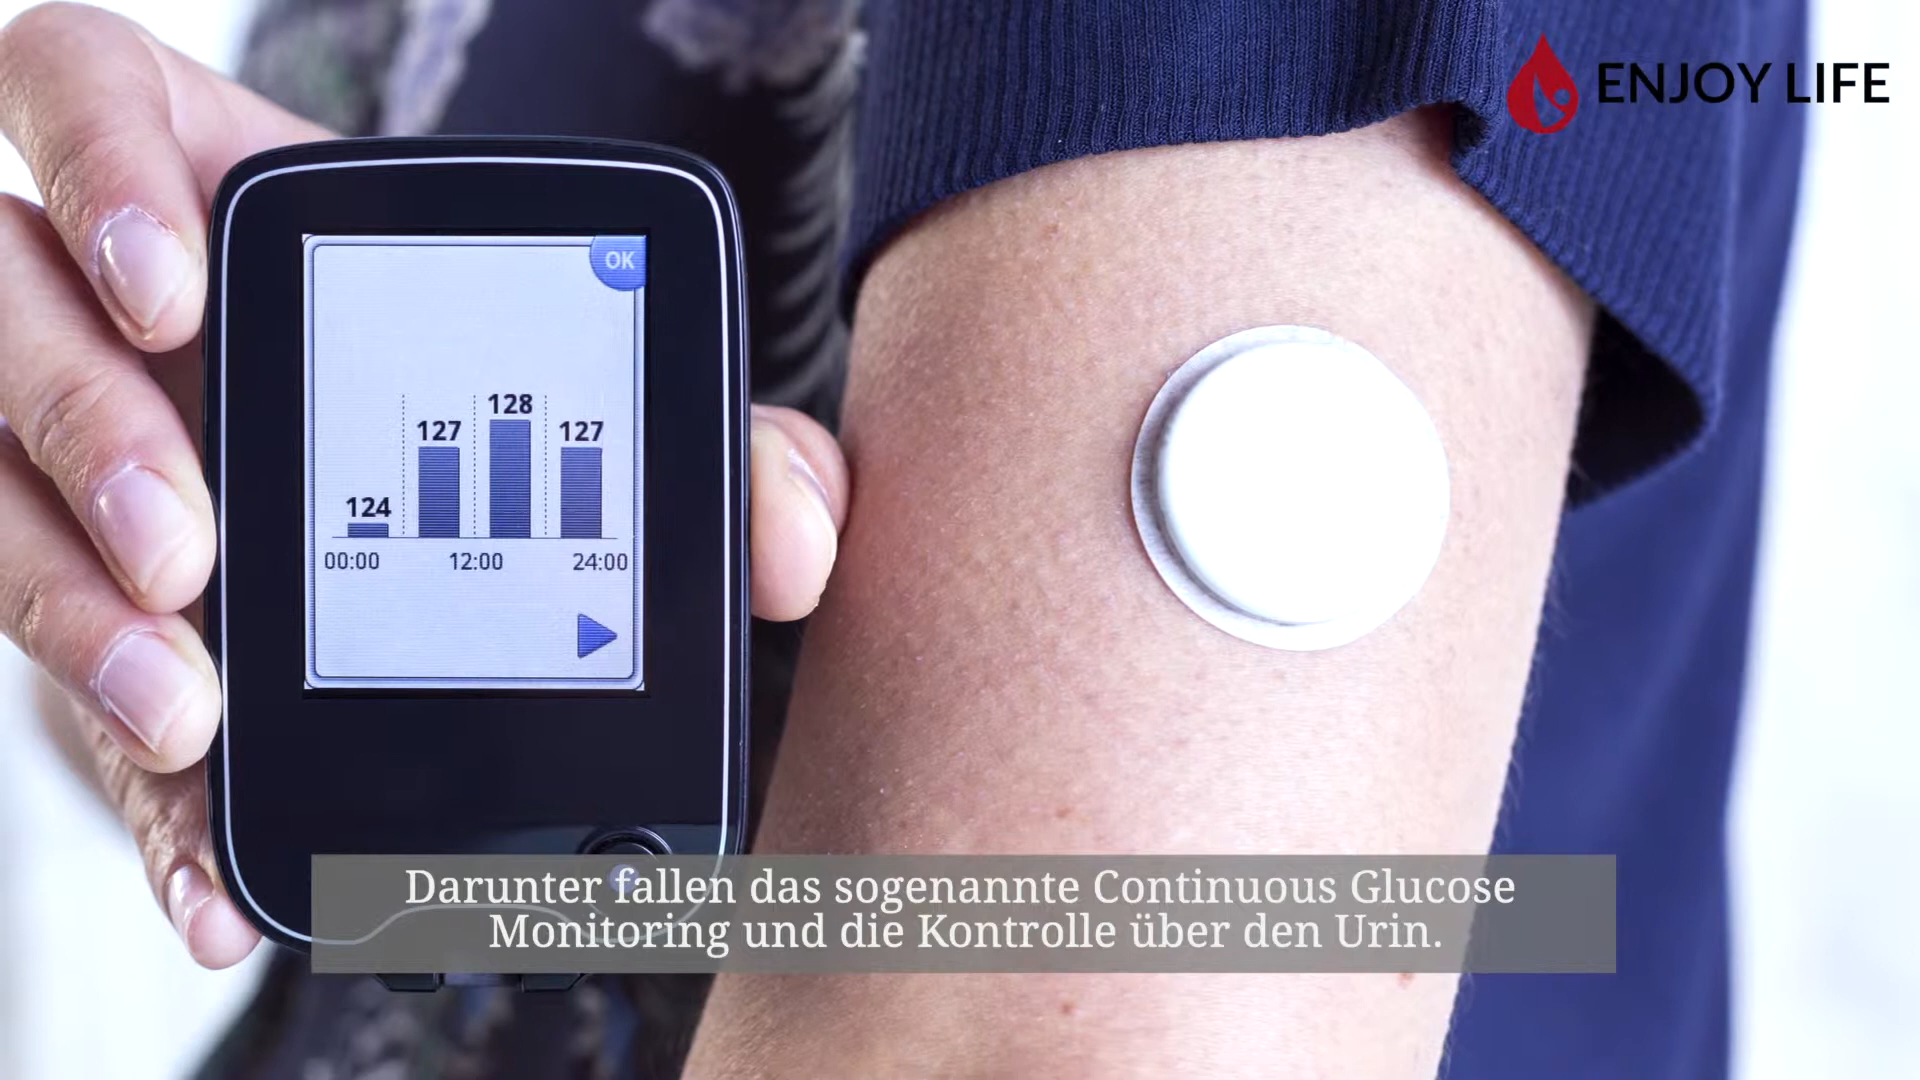 ENJOY LIFE
OK
128
127
127
124
00:00 12:00 24:00
Darunter fallen das sogenannte Continuous Glucose
Monitoring und die Kontrolle über den Urin.